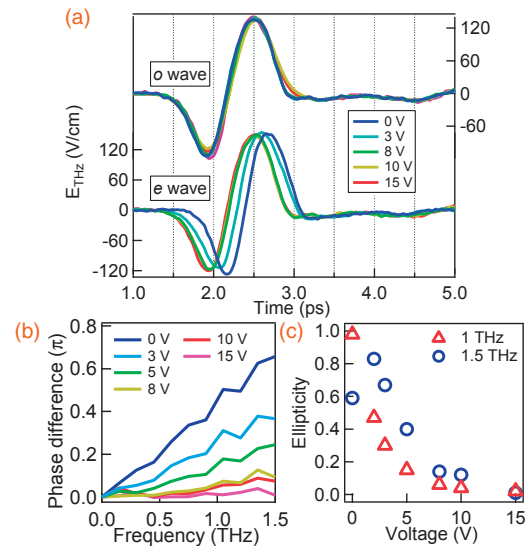 (a)
o wave
e wave
120
60
0
-60
0 V
3 V
8 V
10 V
15 V
E_THz (V/cm)
120
60
0
-60
-120
1.0 2.0 3.0 4.0 5.0
Time (ps)
(b)
0.8
0.6
0.4
0.2
0.0
Phase difference (π)
0 V 10 V
3 V 15 V
5 V
8 V
0.0 0.5 1.0 1.5
Frequency (THz)
(c)
1.0
0.8
0.6
0.4
0.2
0.0
Ellipticity
1 THz
1.5 THz
0 5 10 15
Voltage (V)